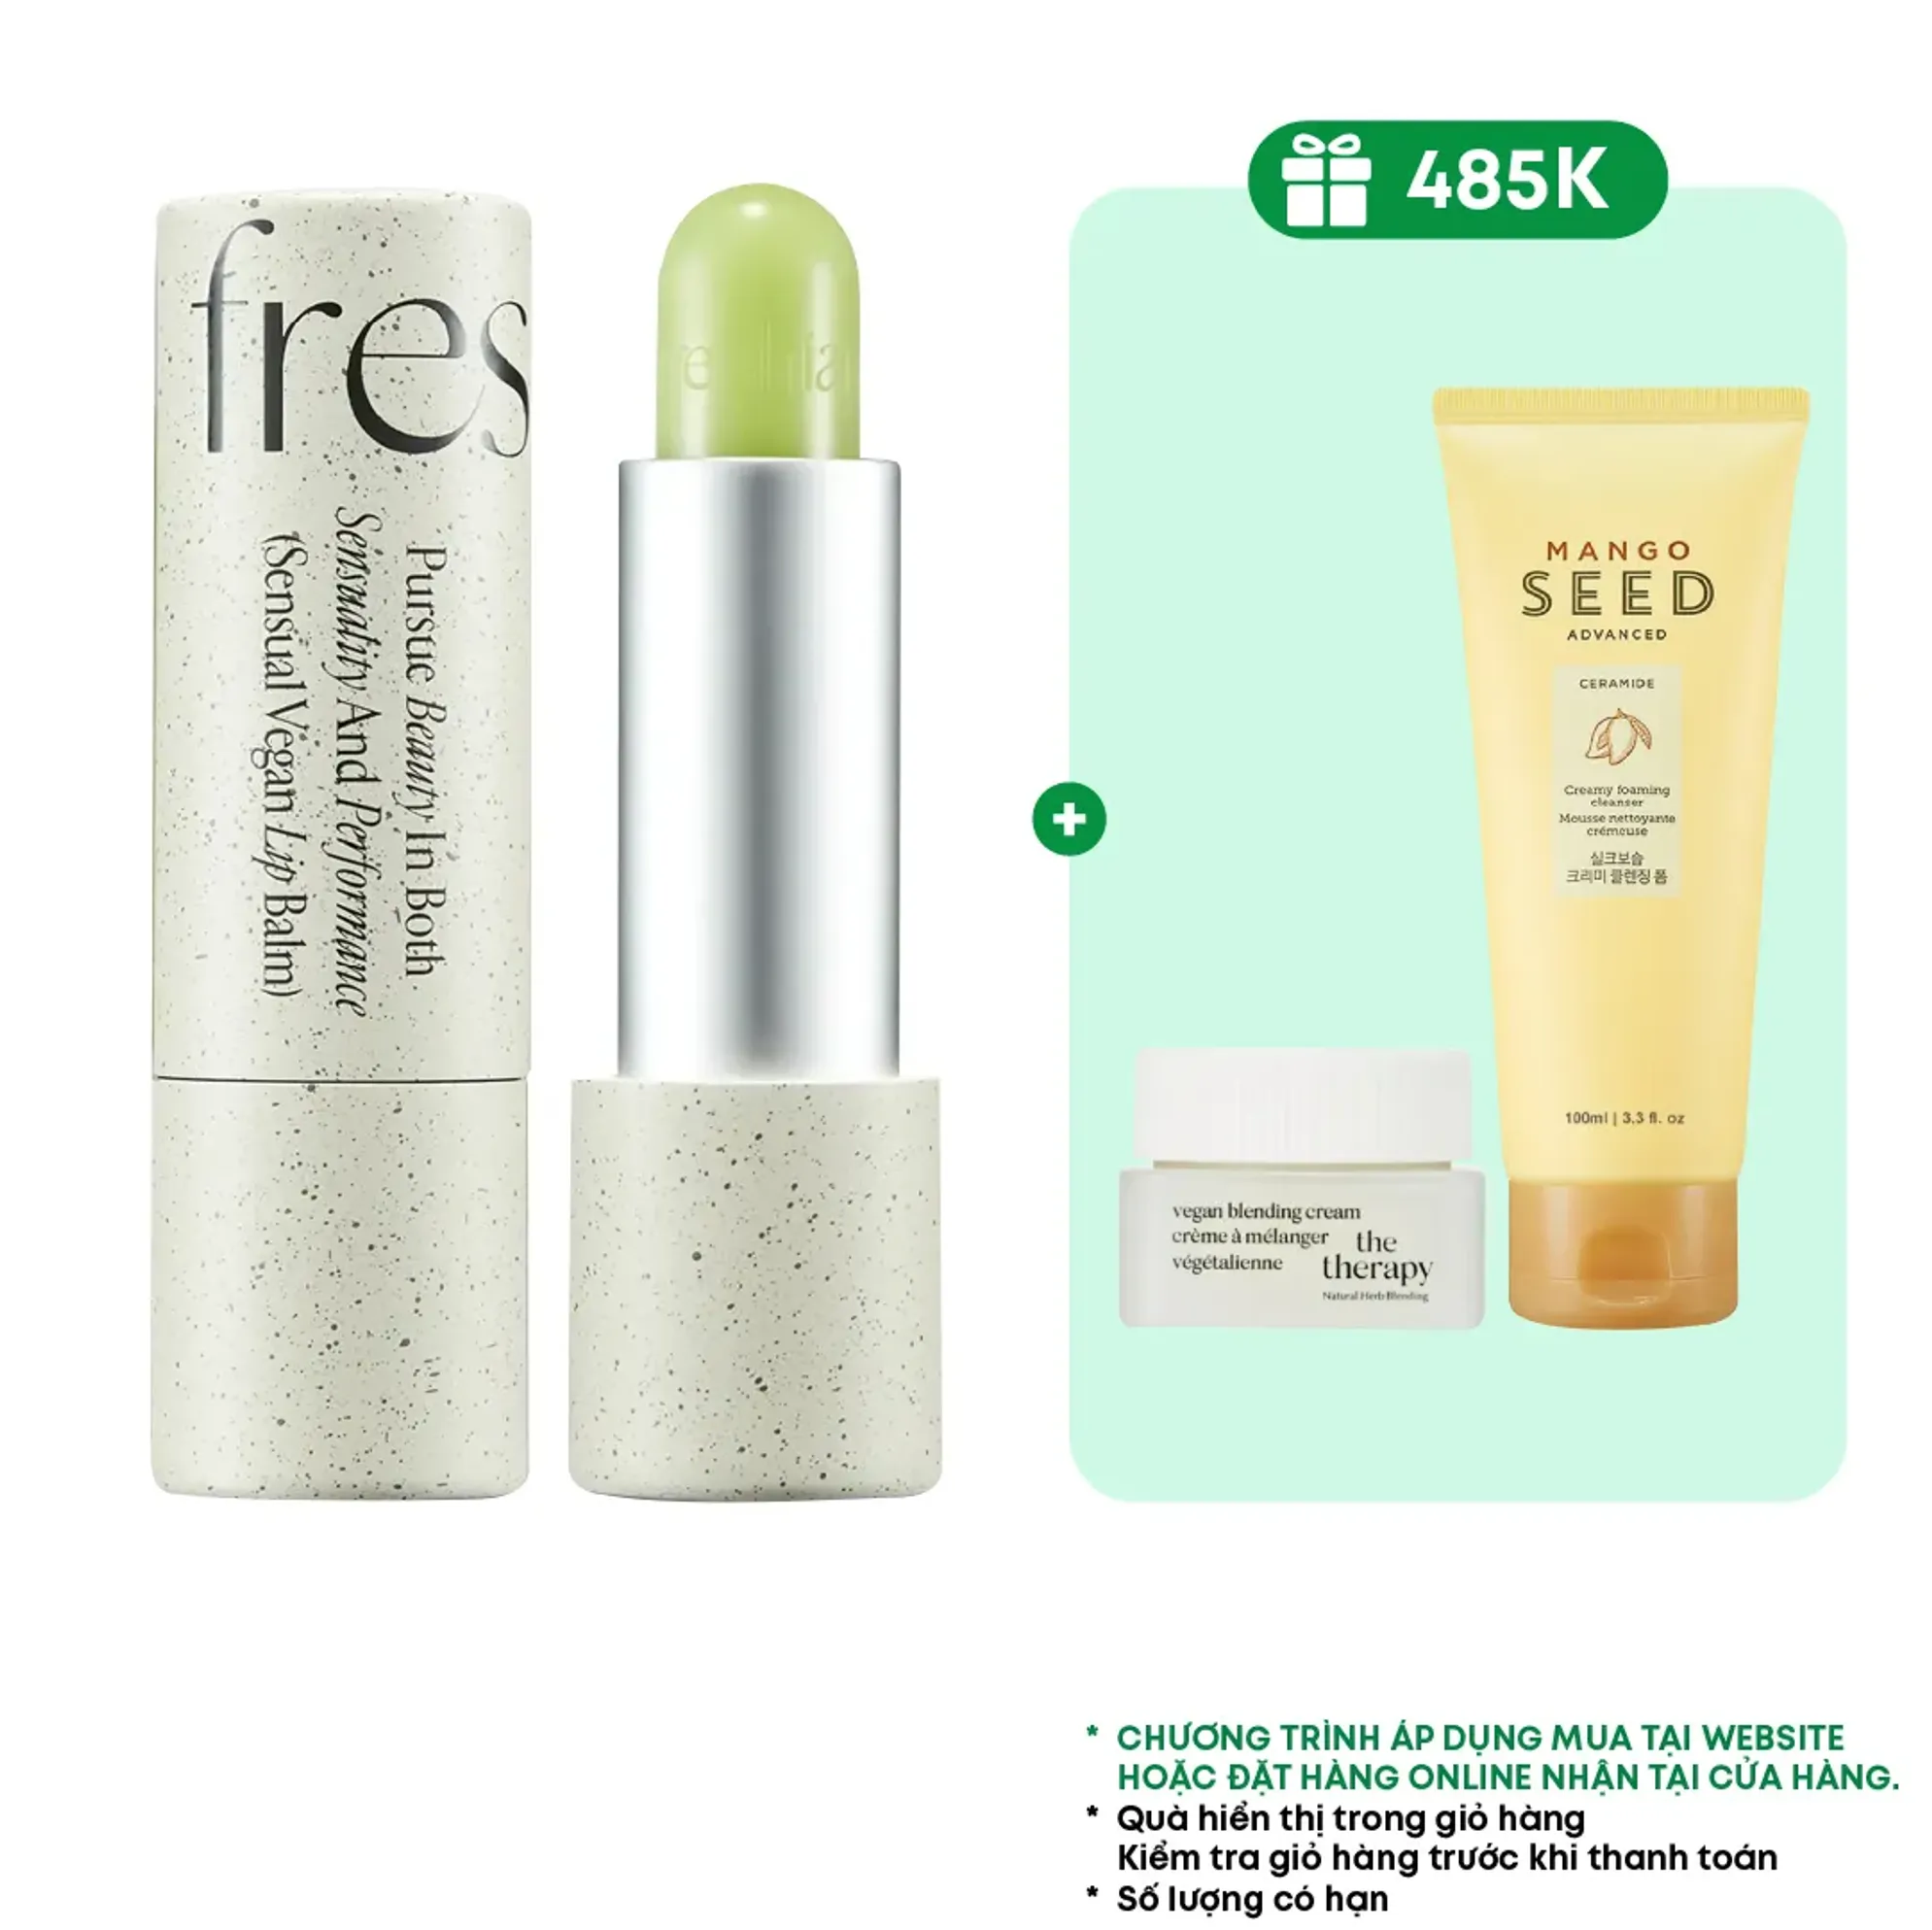 fres
Purstic Beauty In Both
Sensuality And Performance
(Sensual Vegan Lip Balm)
485K
MANGO
SEED
ADVANCED
CERAMIDE
Creamy foaming
cleanser
Mousse nettoyante
crémeuse
실크보습
크리미 클렌징 폼
100ml | 3.3 fl. oz
vegan blending cream
crème à mélanger
végétalienne
the
therapy
Natural Herb Blending
* CHƯƠNG TRÌNH ÁP DỤNG MUA TẠI WEBSITE
HOẶC ĐẶT HÀNG ONLINE NHẬN TẠI CỬA HÀNG.
* Quà hiển thị trong giỏ hàng
Kiểm tra giỏ hàng trước khi thanh toán
* Số lượng có hạn